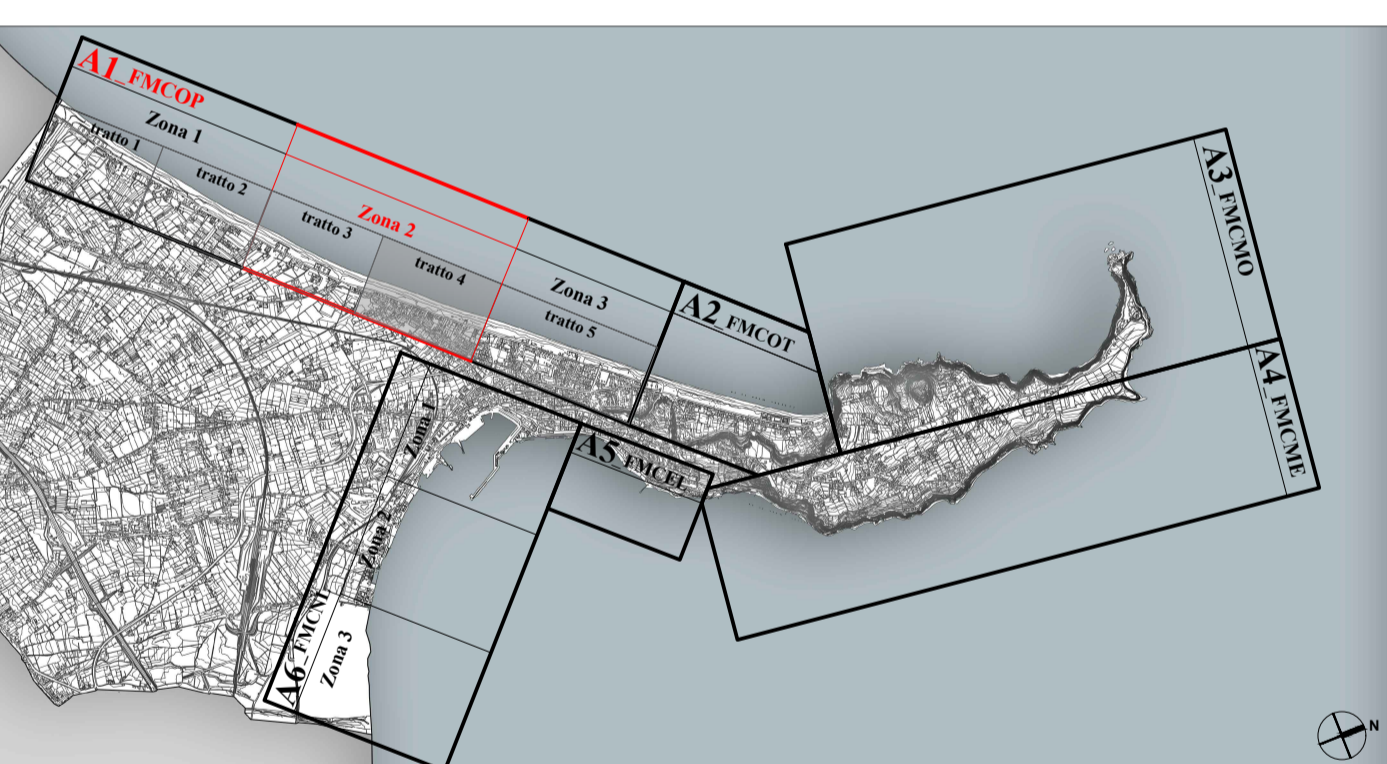 A1_FMCOP
Zona 1
tratto 1
tratto 2
Zona 2
tratto 3
tratto 4
Zona 3
tratto 5
A2_FMCOT
A3_FMCMO
A4_FMCME
A5_FMCEL
A6_FMCNL
Zona 1
Zona 2
Zona 3
N